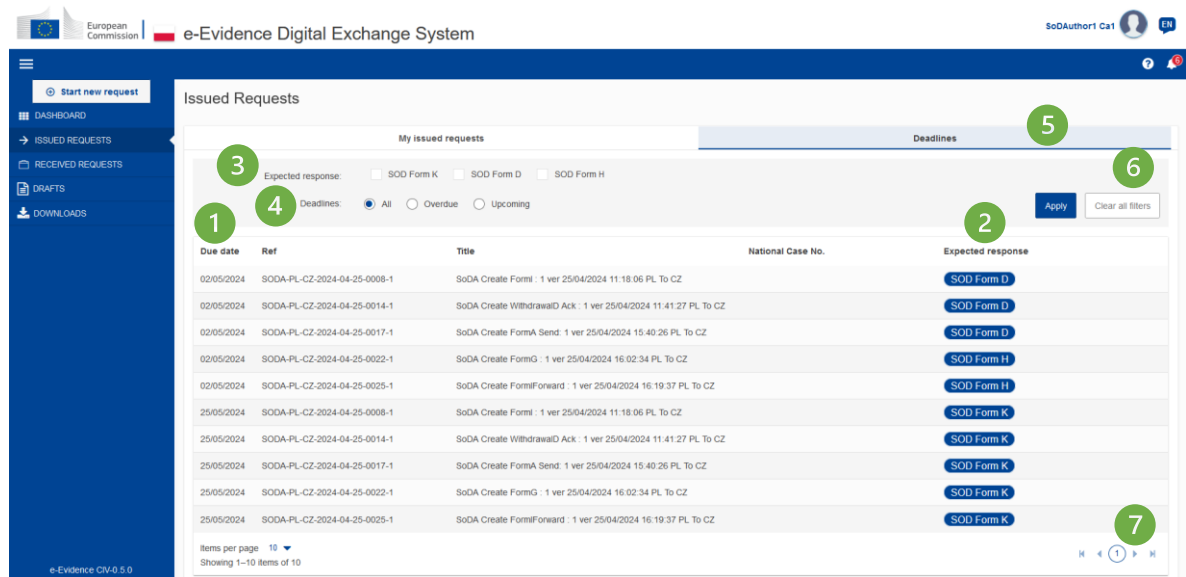 European
Commission
e-Evidence Digital Exchange System
SoDAuthor1 Ca1
EN
6
Start new request
DASHBOARD
ISSUED REQUESTS
RECEIVED REQUESTS
DRAFTS
DOWNLOADS
Issued Requests
My issued requests Deadlines 5
3 Expected response: SOD Form K SOD Form D SOD Form H 6
4 Deadlines: All Overdue Upcoming Apply Clear all filters
1 2
Due date Ref Title National Case No. Expected response
02/05/2024 SODA-PL-CZ-2024-04-25-0008-1 SoDA Create FormI : 1 ver 25/04/2024 11:18.06 PL To CZ SOD Form D
02/05/2024 SODA-PL-CZ-2024-04-25-0014-1 SoDA Create WithdrawalD Ack : 1 ver 25/04/2024 11:41:27 PL To CZ SOD Form D
02/05/2024 SODA-PL-CZ-2024-04-25-0017-1 SoDA Create FormA Send: 1 ver 25/04/2024 15:40:26 PL To CZ SOD Form D
02/05/2024 SODA-PL-CZ-2024-04-25-0022-1 SoDA Create FormG : 1 ver 25/04/2024 16:02:34 PL To CZ SOD Form H
02/05/2024 SODA-PL-CZ-2024-04-25-0025-1 SoDA Create FormIForward : 1 ver 25/04/2024 16:19:37 PL To CZ SOD Form H
25/05/2024 SODA-PL-CZ-2024-04-25-0008-1 SoDA Create FormI : 1 ver 25/04/2024 11:18.06 PL To CZ SOD Form K
25/05/2024 SODA-PL-CZ-2024-04-25-0014-1 SoDA Create WithdrawalD Ack : 1 ver 25/04/2024 11:41:27 PL To CZ SOD Form K
25/05/2024 SODA-PL-CZ-2024-04-25-0017-1 SoDA Create FormA Send: 1 ver 25/04/2024 15:40:26 PL To CZ SOD Form K
25/05/2024 SODA-PL-CZ-2024-04-25-0022-1 SoDA Create FormG : 1 ver 25/04/2024 16:02:34 PL To CZ SOD Form K
25/05/2024 SODA-PL-CZ-2024-04-25-0025-1 SoDA Create FormIForward : 1 ver 25/04/2024 16:19:37 PL To CZ SOD Form K
7
Items per page 10
1
Showing 1–10 items of 10
e-Evidence CIV-0.5.0